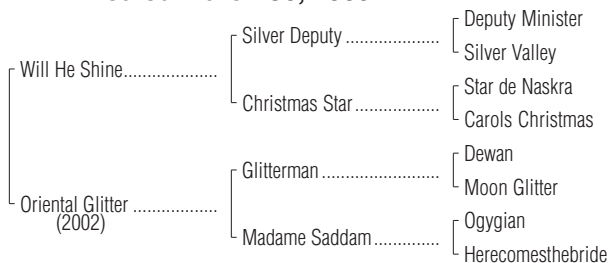 Deputy Minister
Silver Deputy ....................
Silver Valley
Will He Shine....................
Star de Naskra
Christmas Star ..................
Carols Christmas
Dewan
Glitterman .........................
Moon Glitter
Oriental Glitter ..................
(2002)
Ogygian
Madame Saddam..............
Herecomesthebride